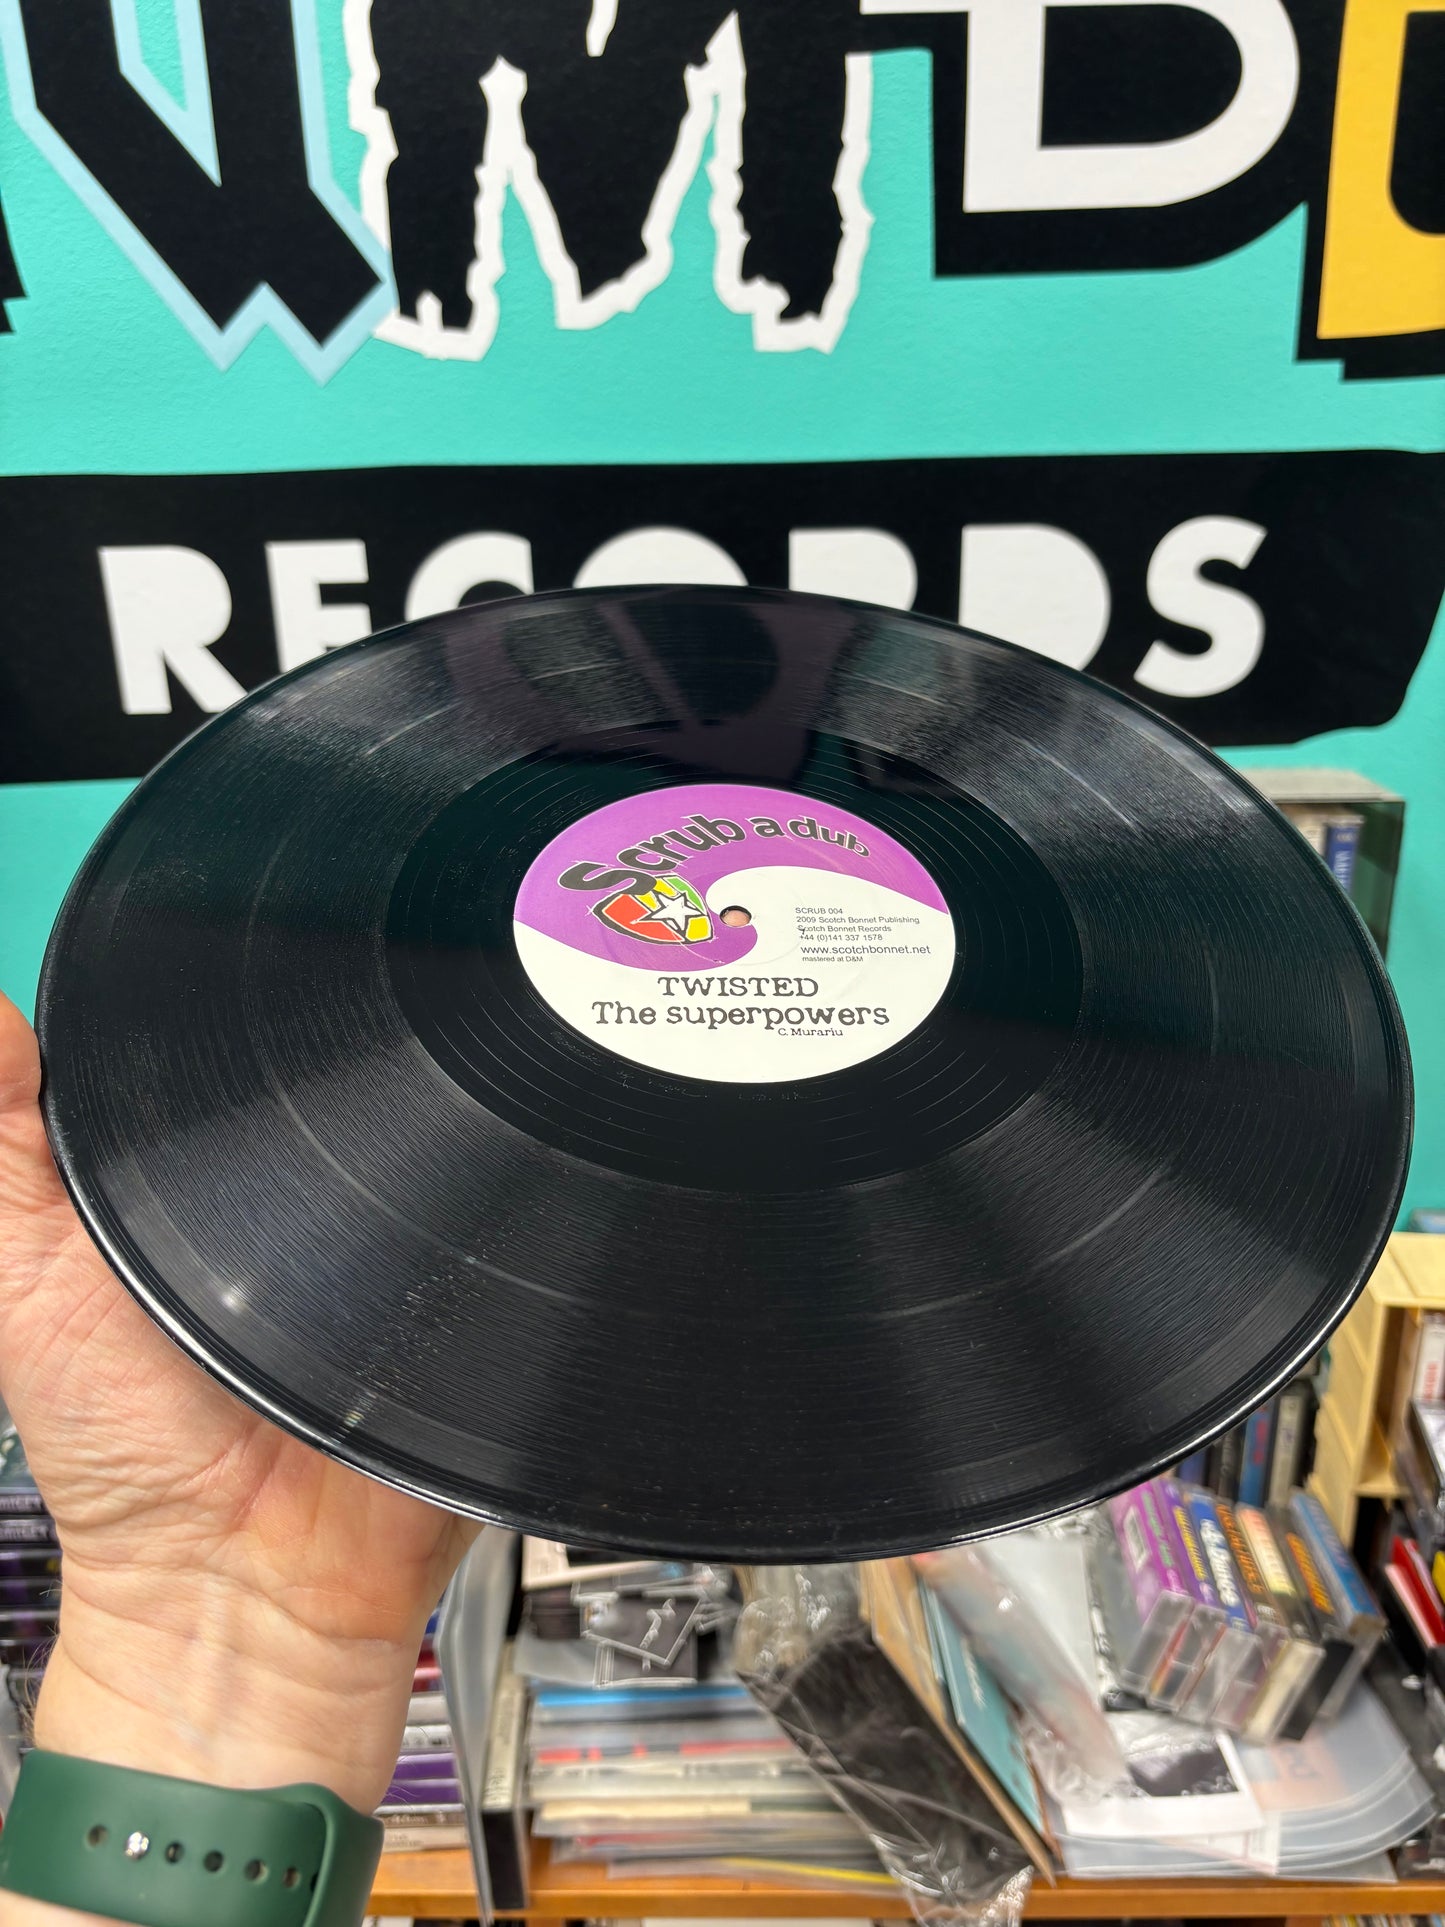 RECORDS
Scrub a dub
SCRUB 004
2009 Scotch Bonnet Publishing
Scotch Bonnet Records
+44 (0)141 337 1578
www.scotchbonnet.net
mastered at D&M
TWISTED
The superpowers
C. Murariu